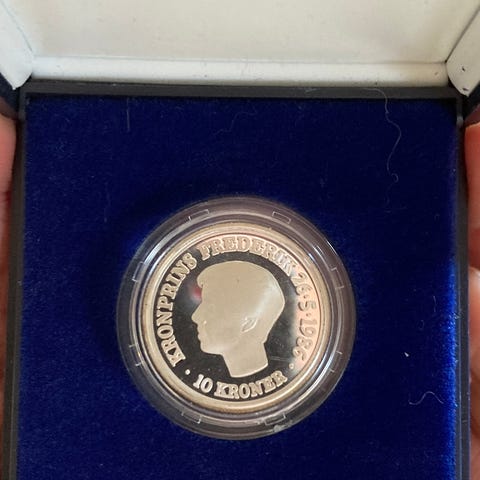 KRONPRINS FREDERIK 26·5·1986
· 10 KRONER ·